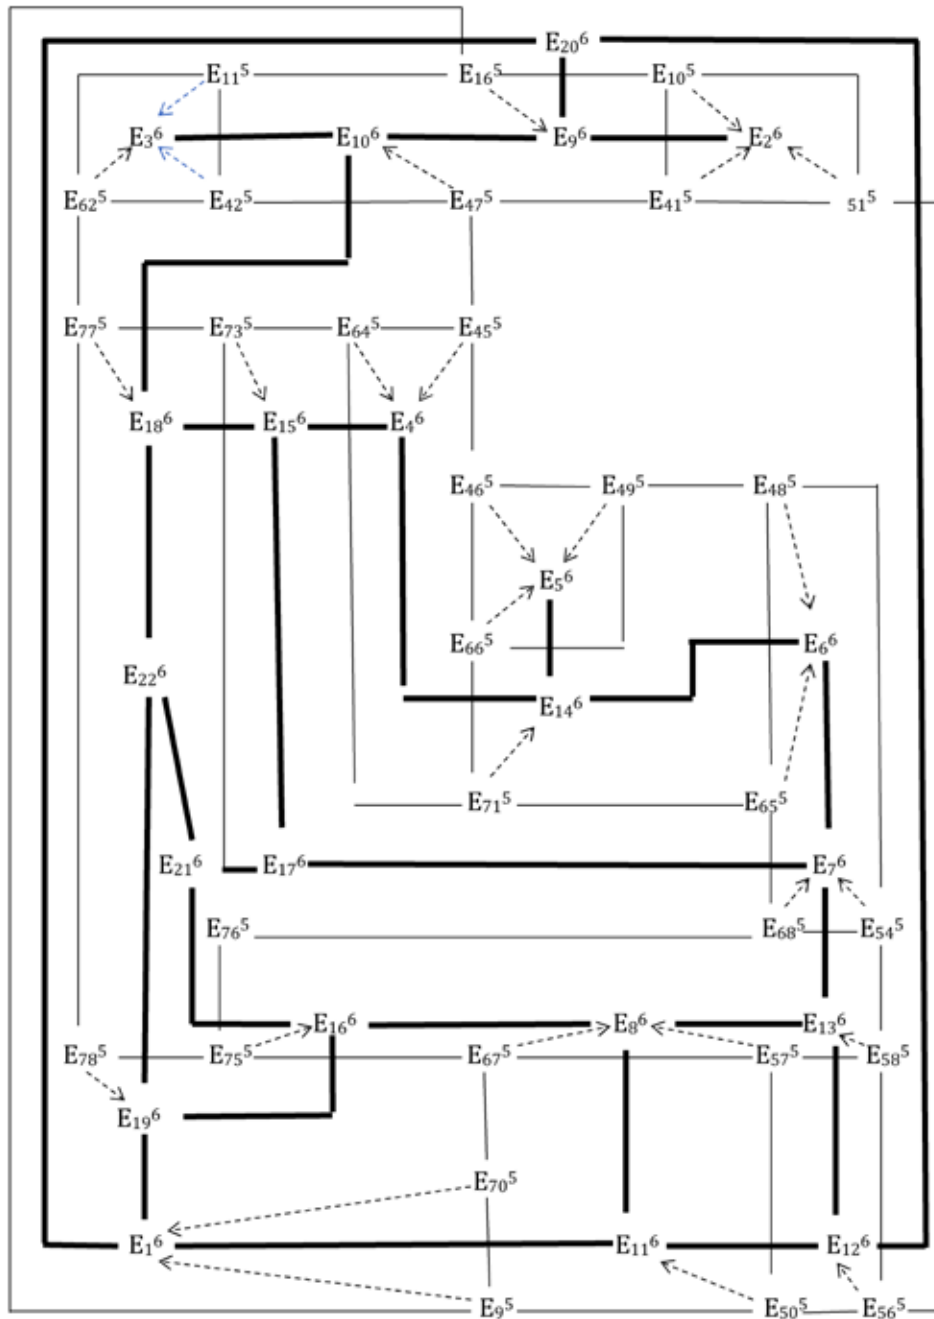 E₂₀⁶
E₁₁⁵ E₁₆⁵ E₁₀⁵
E₃⁶ E₁₀⁶ E₉⁶ E₂⁶
E₆₂⁵ E₄₂⁵ E₄₇⁵ E₄₁⁵ ₅₁⁵
E₇₇⁵ E₇₃⁵ E₆₄⁵ E₄₅⁵
E₁₈⁶ E₁₅⁶ E₄⁶
E₄₆⁵ E₄₉⁵ E₄₈⁵
E₅⁶
E₆₆⁵ E₆⁶
E₂₂⁶
E₁₄⁶
E₇₁⁵ E₆₅⁵
E₂₁⁶ E₁₇⁶ E₇⁶
E₇₆⁵ E₆₈⁵ E₅₄⁵
E₁₆⁶ E₈⁶ E₁₃⁶
E₇₈⁵ E₇₅⁵ E₆₇⁵ E₅₇⁵ E₅₈⁵
E₁₉⁶
E₇₀⁵
E₁⁶ E₁₁⁶ E₁₂⁶
E₉⁵ E₅₀⁵ E₅₆⁵